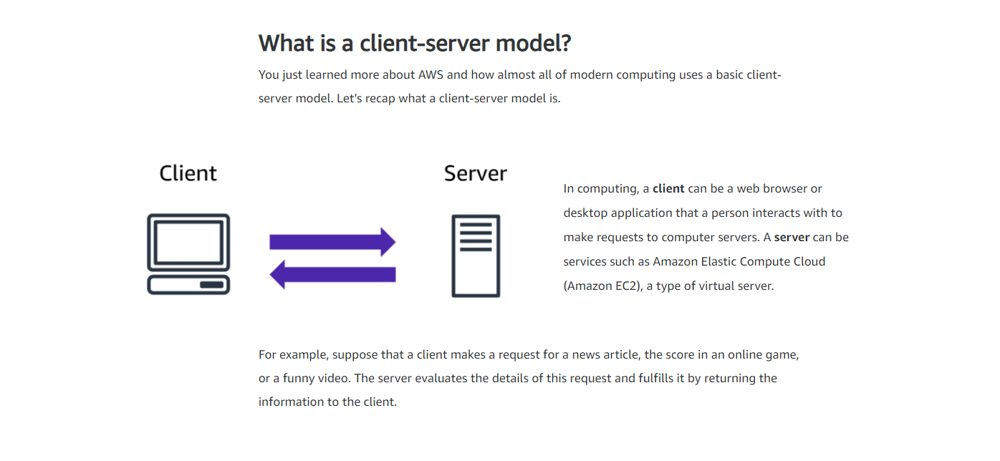 What is a client-server model?
You just learned more about AWS and how almost all of modern computing uses a basic client-
server model. Let’s recap what a client-server model is.
Client
Server
In computing, a client can be a web browser or
desktop application that a person interacts with to
make requests to computer servers. A server can be
services such as Amazon Elastic Compute Cloud
(Amazon EC2), a type of virtual server.
For example, suppose that a client makes a request for a news article, the score in an online game,
or a funny video. The server evaluates the details of this request and fulfills it by returning the
information to the client.